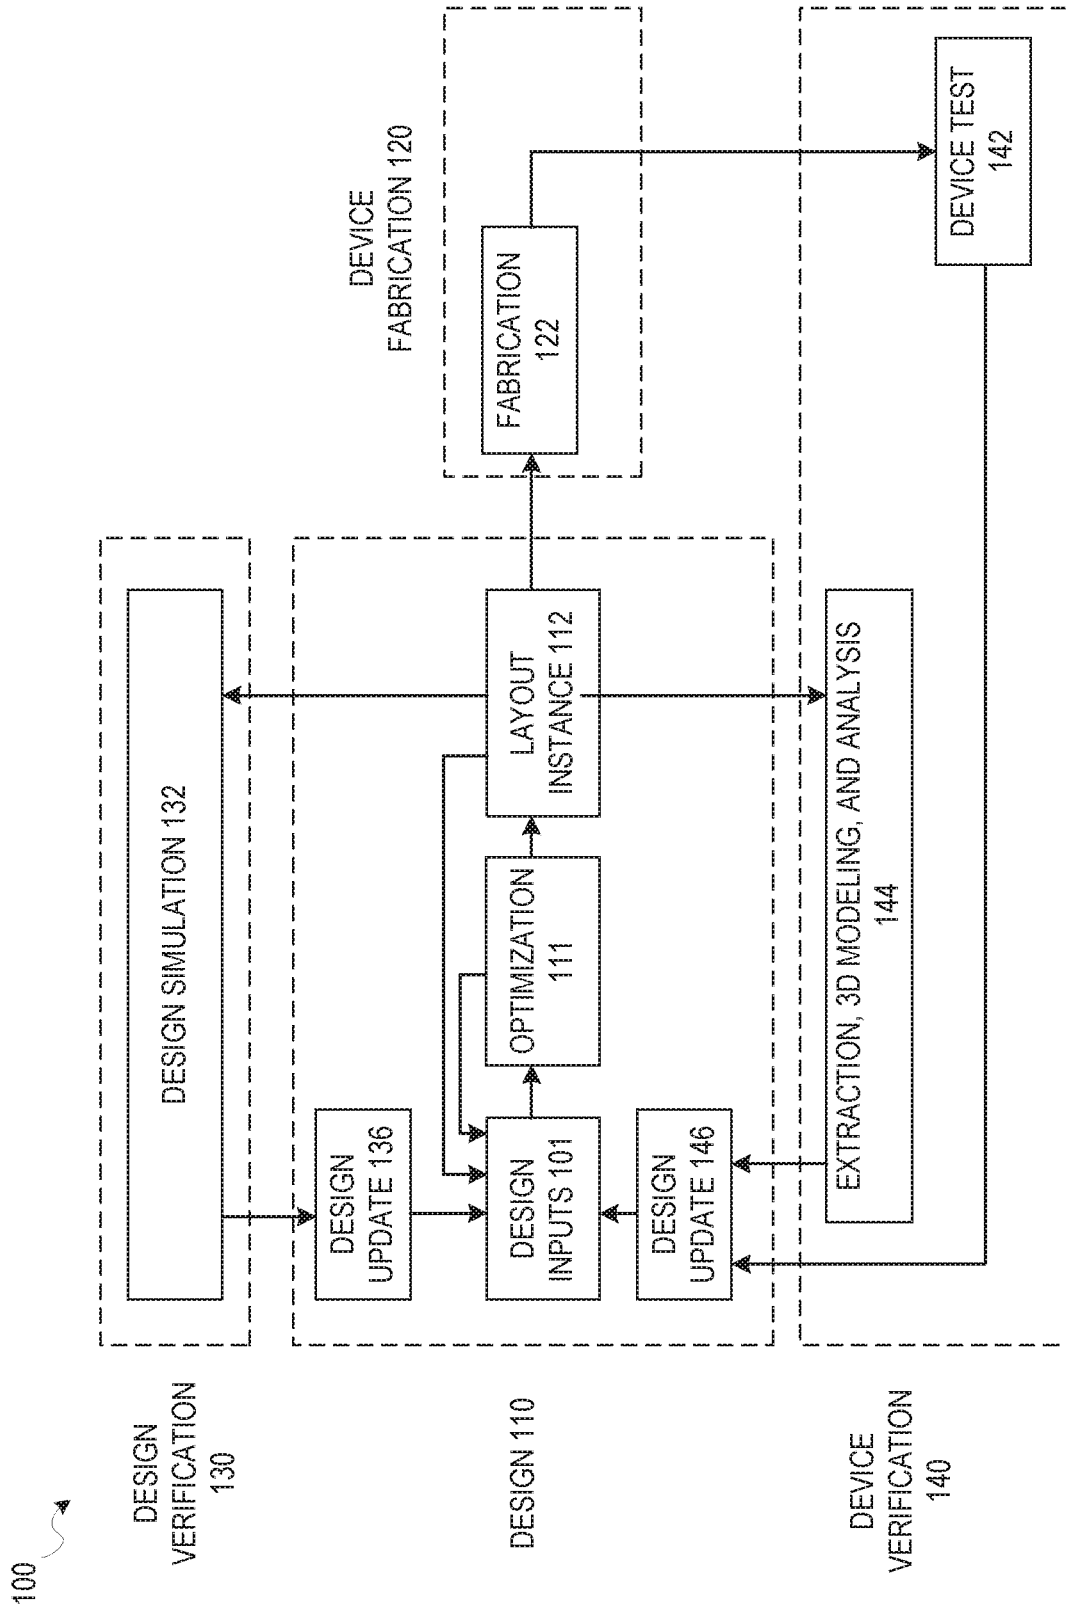 100
DESIGN
VERIFICATION
130
DESIGN SIMULATION 132
DEVICE
FABRICATION 120
DESIGN 110
DESIGN
UPDATE 136
DESIGN
INPUTS 101
OPTIMIZATION
111
LAYOUT
INSTANCE 112
FABRICATION
122
DESIGN
UPDATE 146
DEVICE
VERIFICATION
140
EXTRACTION, 3D MODELING, AND ANALYSIS
144
DEVICE TEST
142